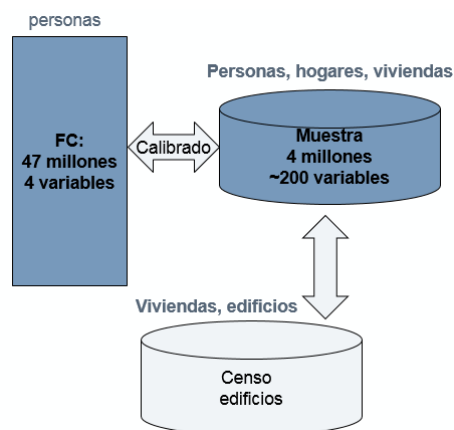 personas
FC:
47 millones
4 variables
Calibrado
Personas, hogares, viviendas
Muestra
4 millones
~200 variables
Viviendas, edificios
Censo
edificios